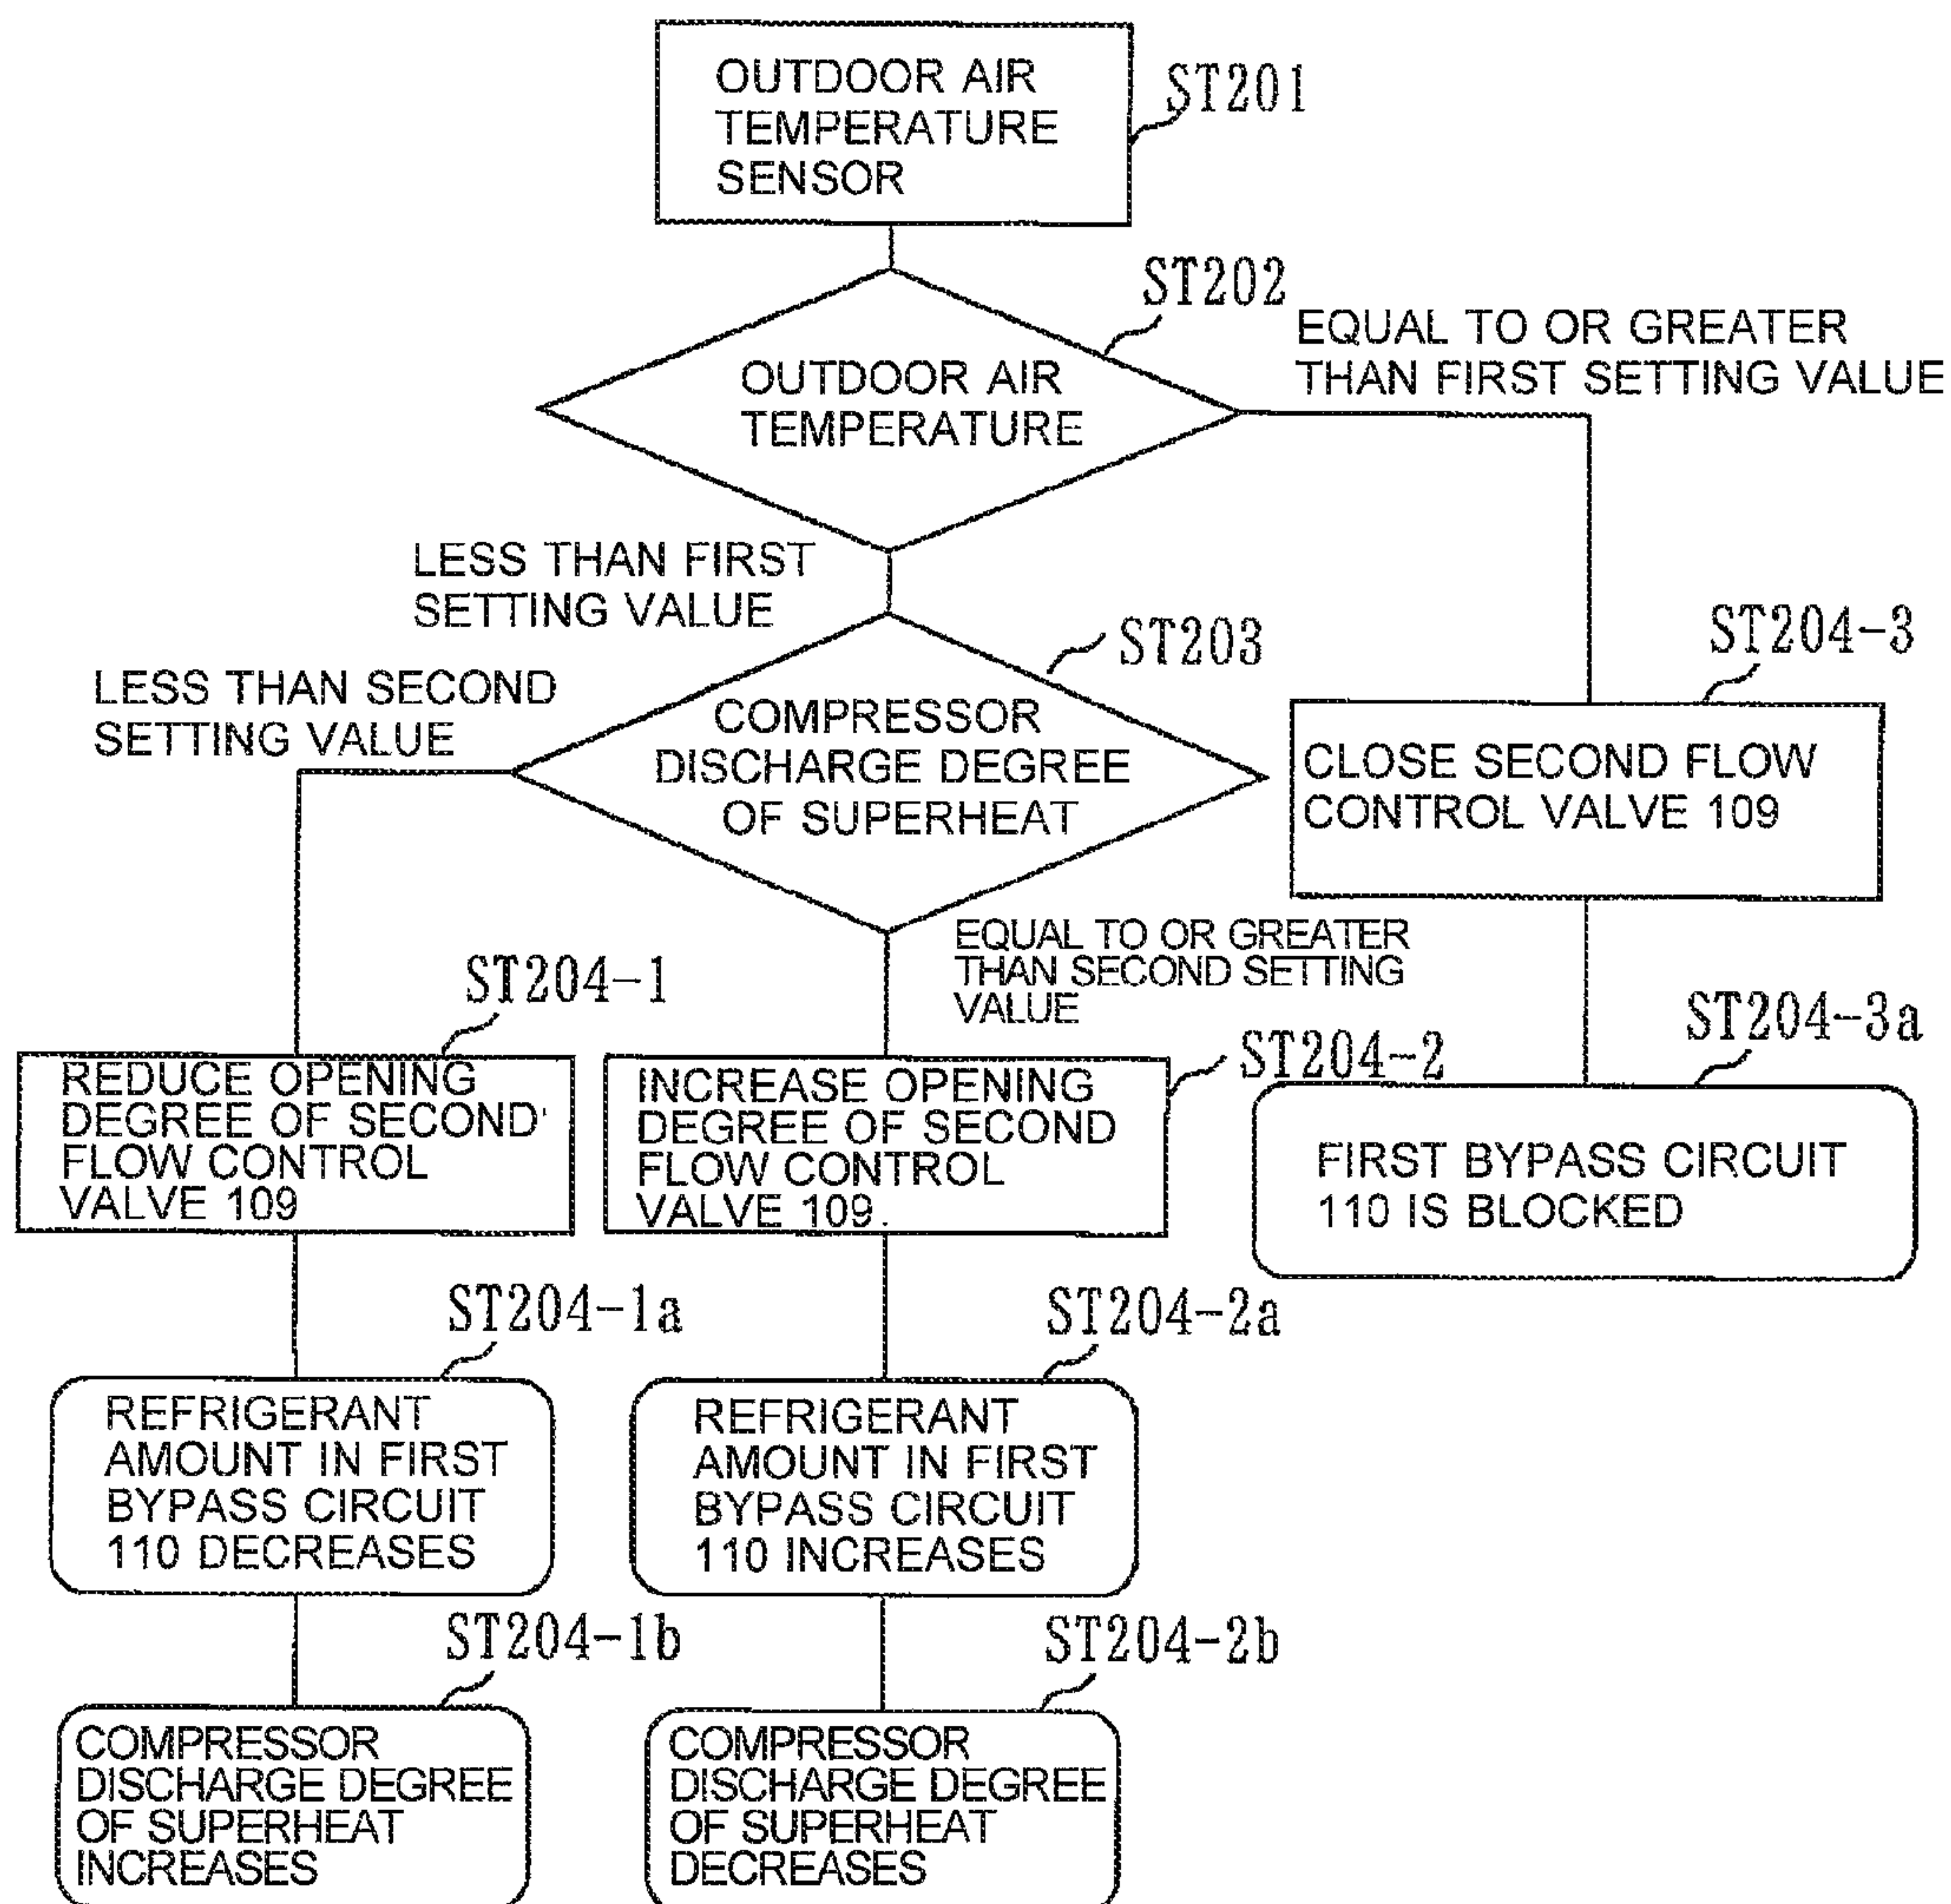 OUTDOOR AIR
TEMPERATURE
SENSOR
ST201
ST202
OUTDOOR AIR
TEMPERATURE
EQUAL TO OR GREATER
THAN FIRST SETTING VALUE
LESS THAN FIRST
SETTING VALUE
ST203
COMPRESSOR
DISCHARGE DEGREE
OF SUPERHEAT
LESS THAN SECOND
SETTING VALUE
ST204-3
CLOSE SECOND FLOW
CONTROL VALVE 109
EQUAL TO OR GREATER
THAN SECOND SETTING
VALUE
ST204-1
REDUCE OPENING
DEGREE OF SECOND
FLOW CONTROL
VALVE 109
ST204-2
INCREASE OPENING
DEGREE OF SECOND
FLOW CONTROL
VALVE 109
ST204-3a
FIRST BYPASS CIRCUIT
110 IS BLOCKED
ST204-1a
REFRIGERANT
AMOUNT IN FIRST
BYPASS CIRCUIT
110 DECREASES
ST204-2a
REFRIGERANT
AMOUNT IN FIRST
BYPASS CIRCUIT
110 INCREASES
ST204-1b
COMPRESSOR
DISCHARGE DEGREE
OF SUPERHEAT
INCREASES
ST204-2b
COMPRESSOR
DISCHARGE DEGREE
OF SUPERHEAT
DECREASES